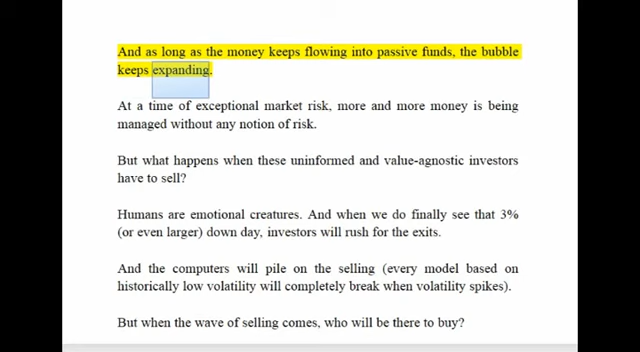 And as long as the money keeps flowing into passive funds, the bubble
keeps expanding.
At a time of exceptional market risk, more and more money is being
managed without any notion of risk.
But what happens when these uninformed and value-agnostic investors
have to sell?
Humans are emotional creatures. And when we do finally see that 3%
(or even larger) down day, investors will rush for the exits.
And the computers will pile on the selling (every model based on
historically low volatility will completely break when volatility spikes).
But when the wave of selling comes, who will be there to buy?